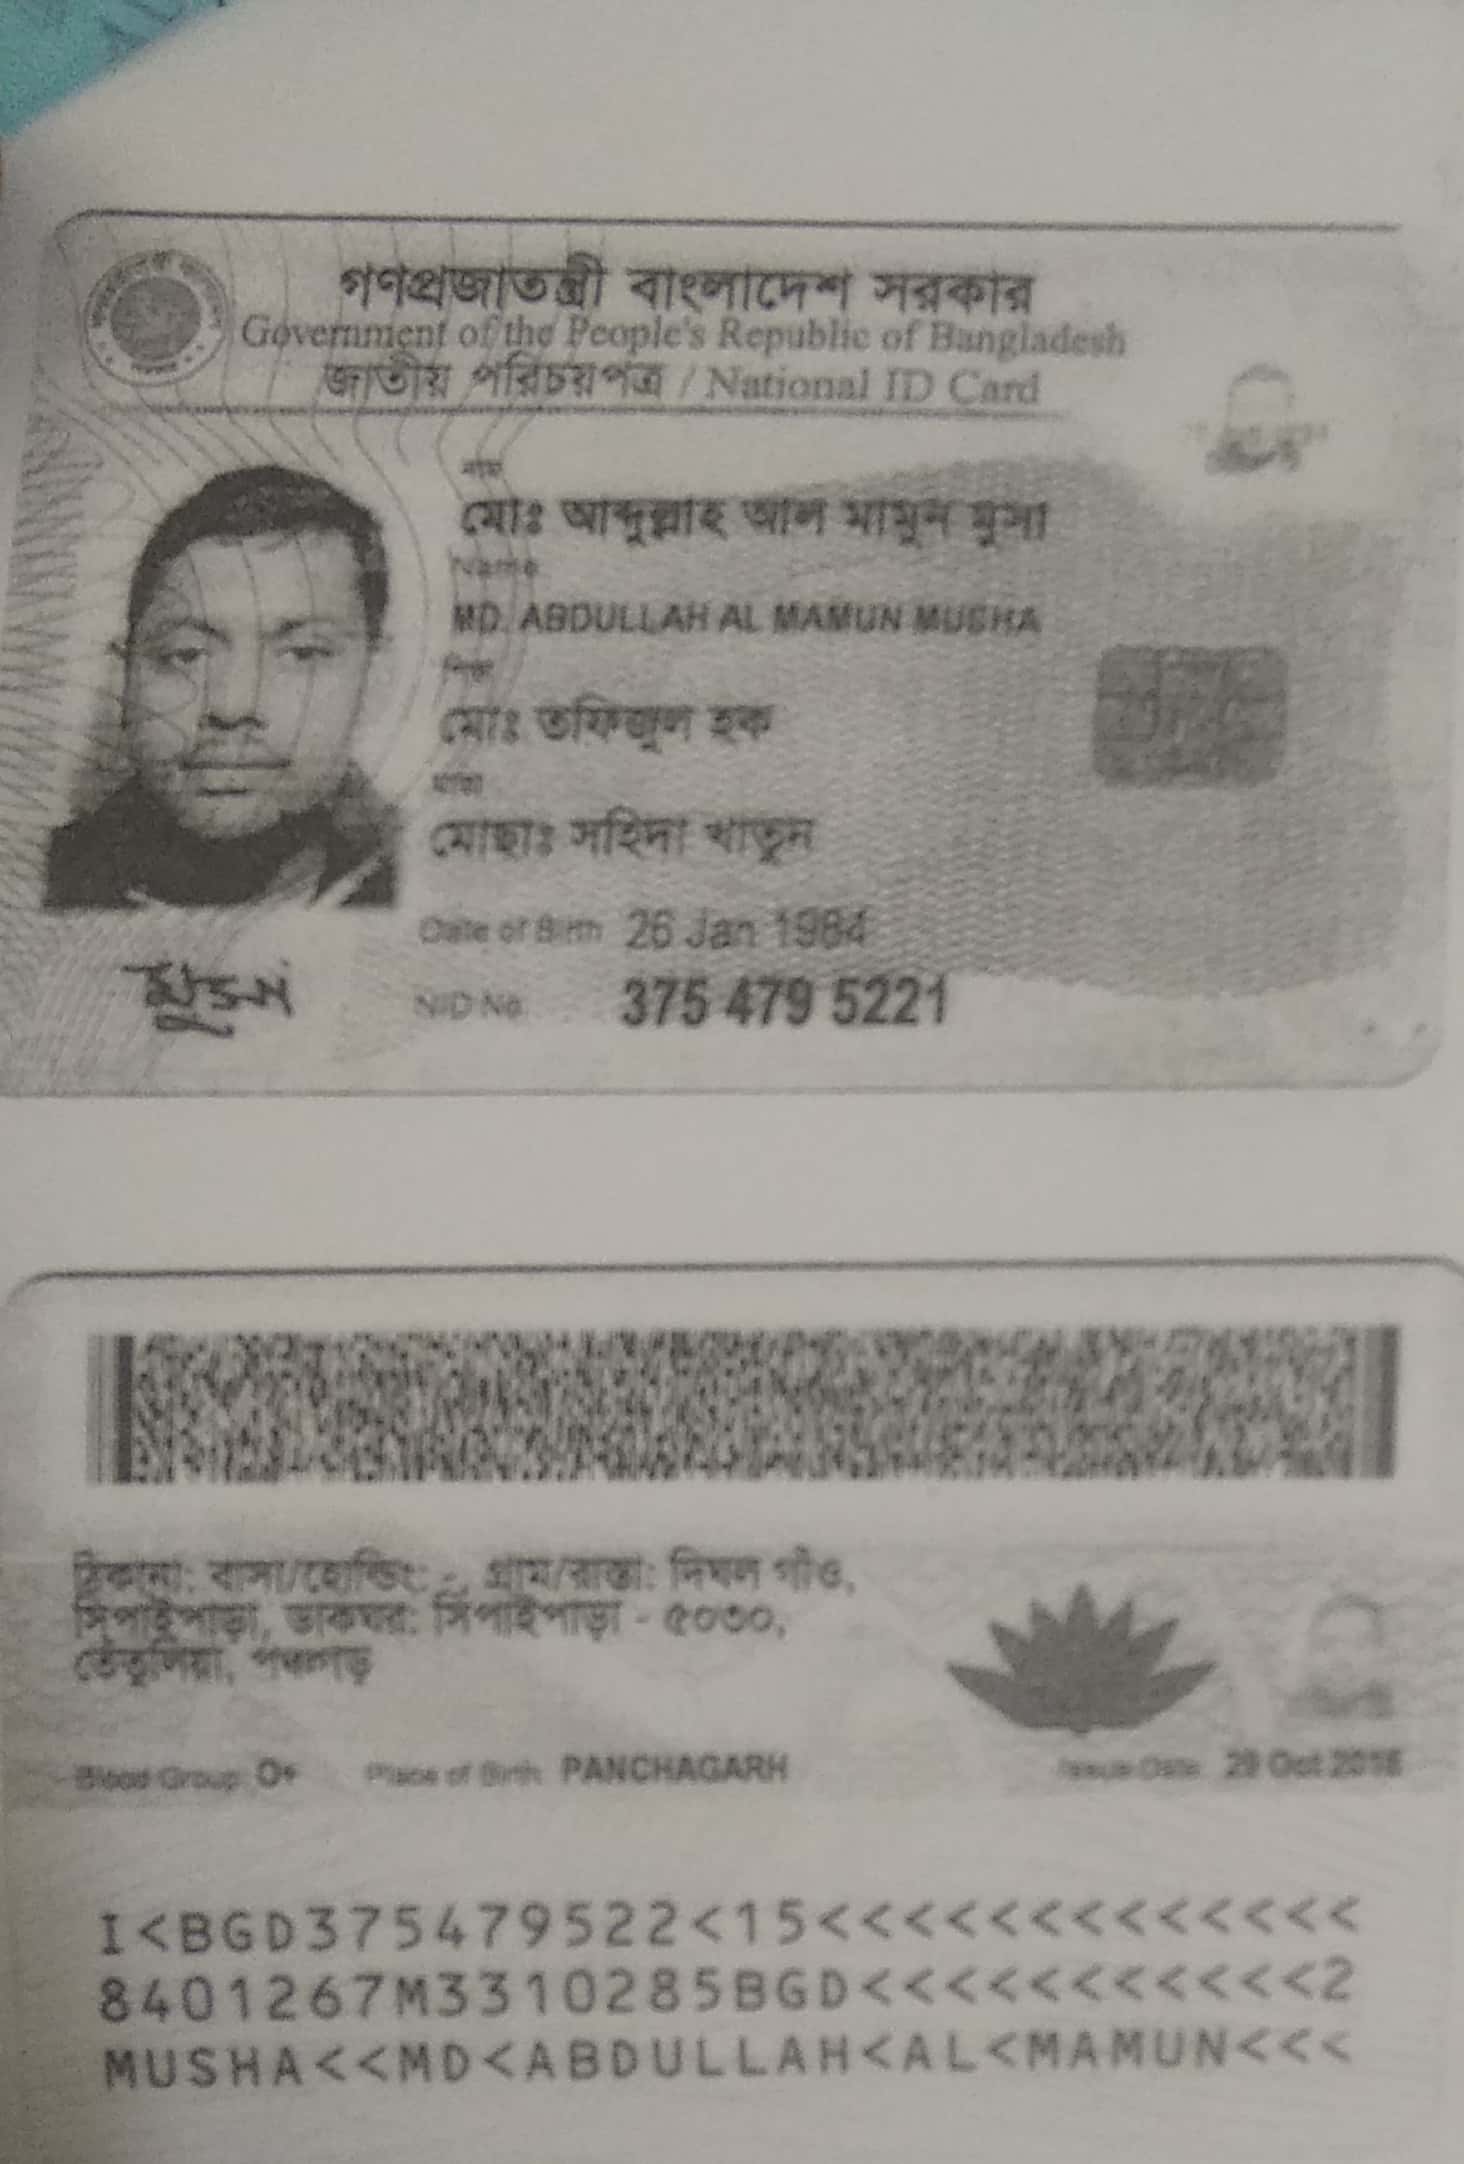 গণপ্রজাতন্ত্রী বাংলাদেশ সরকার
Government of the People's Republic of Bangladesh
জাতীয় পরিচয়পত্র / National ID Card
নাম
মোঃ আব্দুল্লাহ আল মামুন মুসা
Name
MD. ABDULLAH AL MAMUN MUSHA
পিতা
মোঃ তফিজুল হক
মাতা
মোছাঃ সহিদা খাতুন
Date of Birth 26 Jan 1984
NID No. 375 479 5221
ঠিকানা: বাসা/হোল্ডিং: -, গ্রাম/রাস্তা: দিঘল গাঁও,
সিপাইপাড়া, ডাকঘর: সিপাইপাড়া - ৫০৩০,
তেঁতুলিয়া, পঞ্চগড়
Blood Group: O+ Place of Birth: PANCHAGARH Issue Date: Oct
I<BGD375479522<15<<<<<<<<<<<<<
8401267M3310285BGD<<<<<<<<<<<2
MUSHA<<MD<ABDULLAH<AL<MAMUN<<<